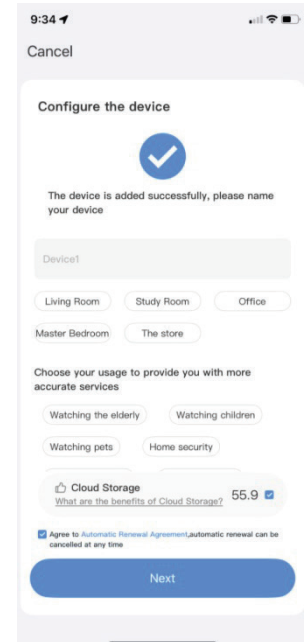 9:34
Cancel
Configure the device
The device is added successfully, please name
your device
Device1
Living Room
Study Room
Office
Master Bedroom
The store
Choose your usage to provide you with more
accurate services
Watching the elderly
Watching children
Watching pets
Home security
Cloud Storage
What are the benefits of Cloud Storage?
55.9
Agree to Automatic Renewal Agreement,automatic renewal can be
cancelled at any time
Next